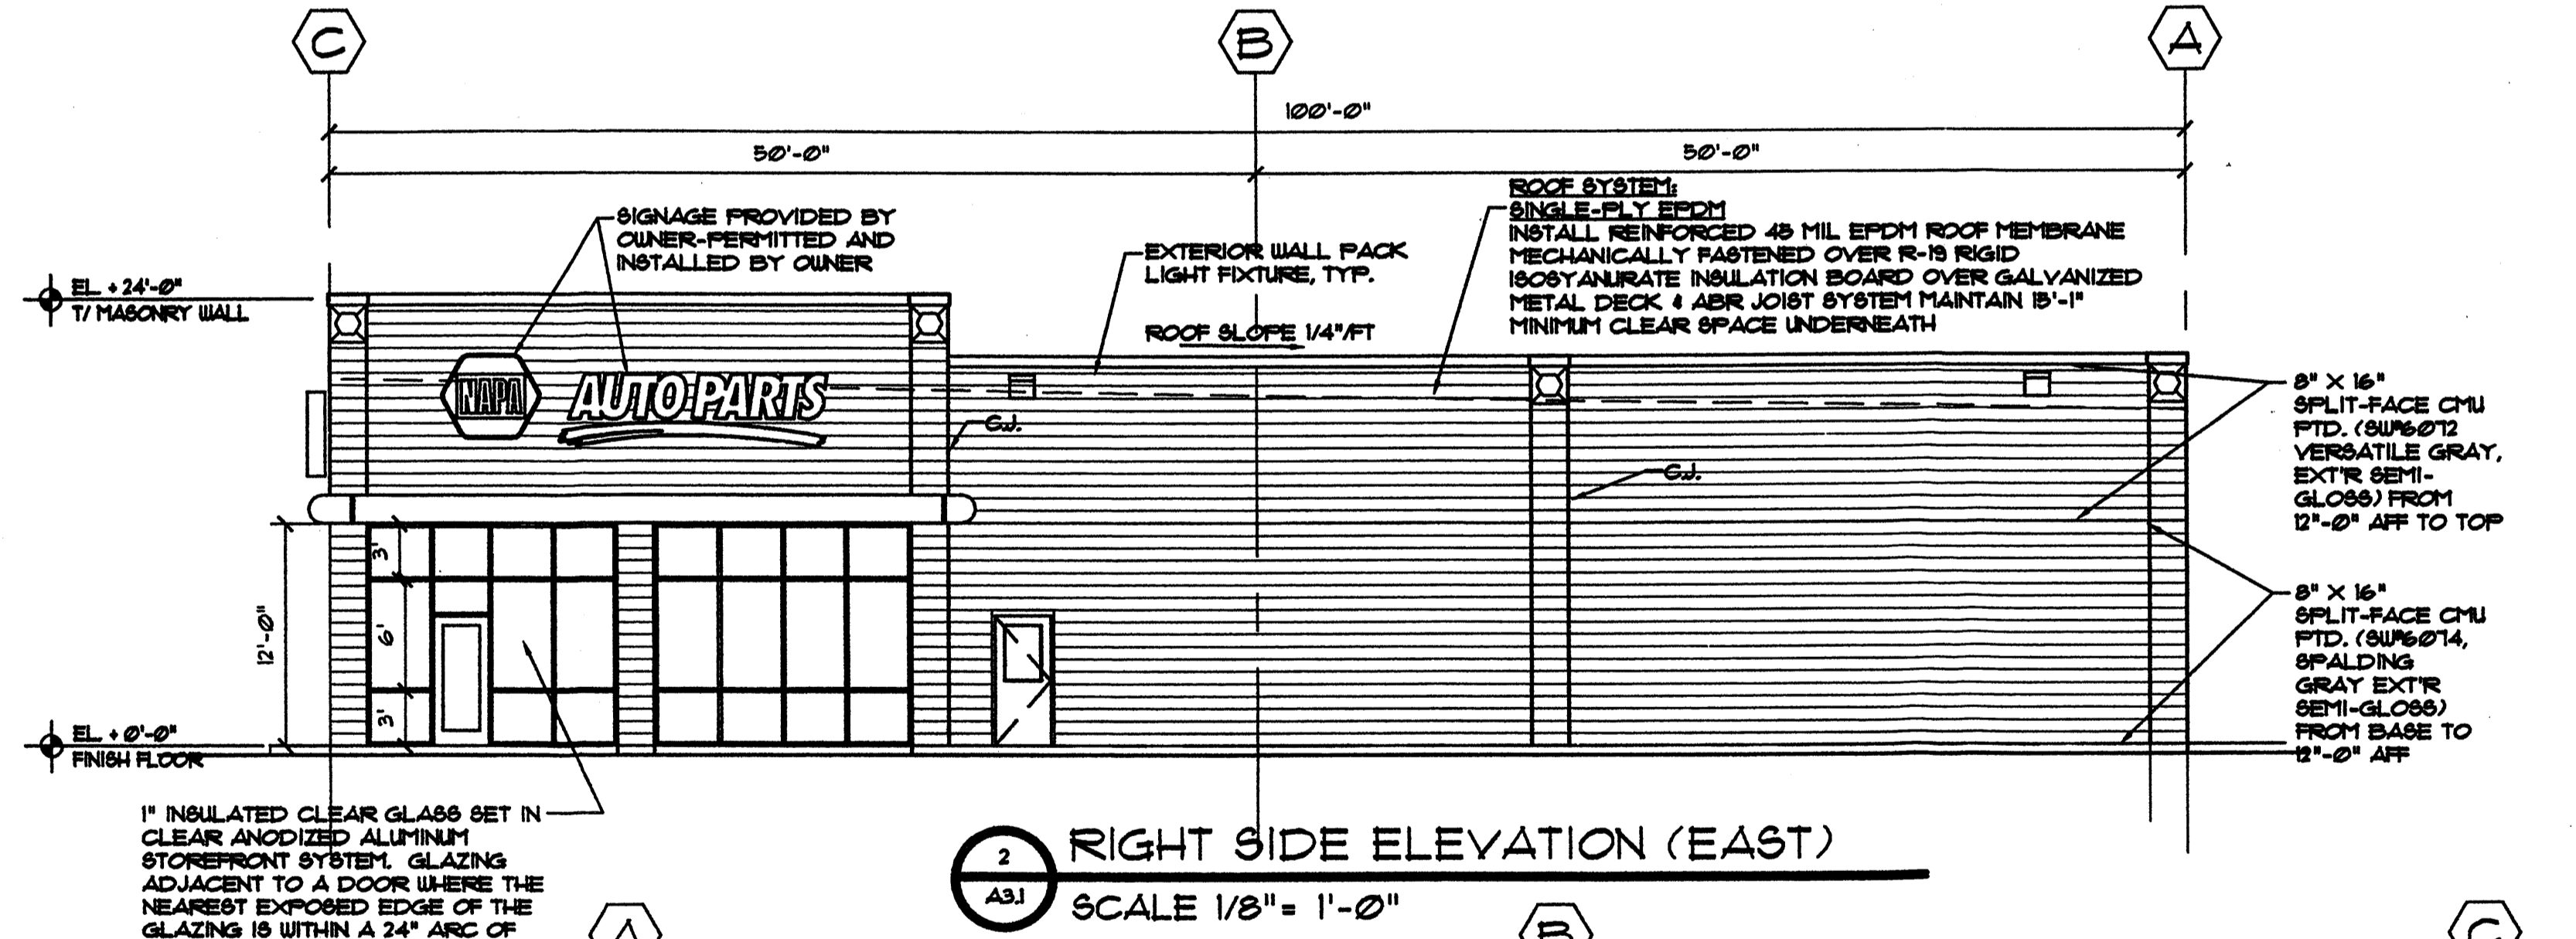 C
B
A
100'-0"
50'-0"
50'-0"
ROOF SYSTEM:
SINGLE-PLY EPDM
INSTALL REINFORCED 45 MIL EPDM ROOF MEMBRANE
MECHANICALLY FASTENED OVER R-19 RIGID
ISOSYANURATE INSULATION BOARD OVER GALVANIZED
METAL DECK & ABR JOIST SYSTEM MAINTAIN 15'-1"
MINIMUM CLEAR SPACE UNDERNEATH
SIGNAGE PROVIDED BY
OWNER-PERMITTED AND
INSTALLED BY OWNER
EXTERIOR WALL PACK
LIGHT FIXTURE, TYP.
ROOF SLOPE 1/4"/FT
EL. + 24'-0"
T/ MASONRY WALL
NAPA
AUTO PARTS
C.J.
C.J.
8" X 16"
SPLIT-FACE CMU
PTD. (SW#6072
VERSATILE GRAY,
EXT'R SEMI-
GLOSS) FROM
12"-0" AFF TO TOP
8" X 16"
SPLIT-FACE CMU
PTD. (SW#6074,
SPALDING
GRAY EXT'R
SEMI-GLOSS)
FROM BASE TO
12"-0" AFF
12'-0"
3'
6'
3'
EL. + 0'-0"
FINISH FLOOR
1" INSULATED CLEAR GLASS SET IN
CLEAR ANODIZED ALUMINUM
STOREFRONT SYSTEM. GLAZING
ADJACENT TO A DOOR WHERE THE
NEAREST EXPOSED EDGE OF THE
GLAZING IS WITHIN A 24" ARC OF
2
A3.1
RIGHT SIDE ELEVATION (EAST)
SCALE 1/8"= 1'-0"
A
B
C